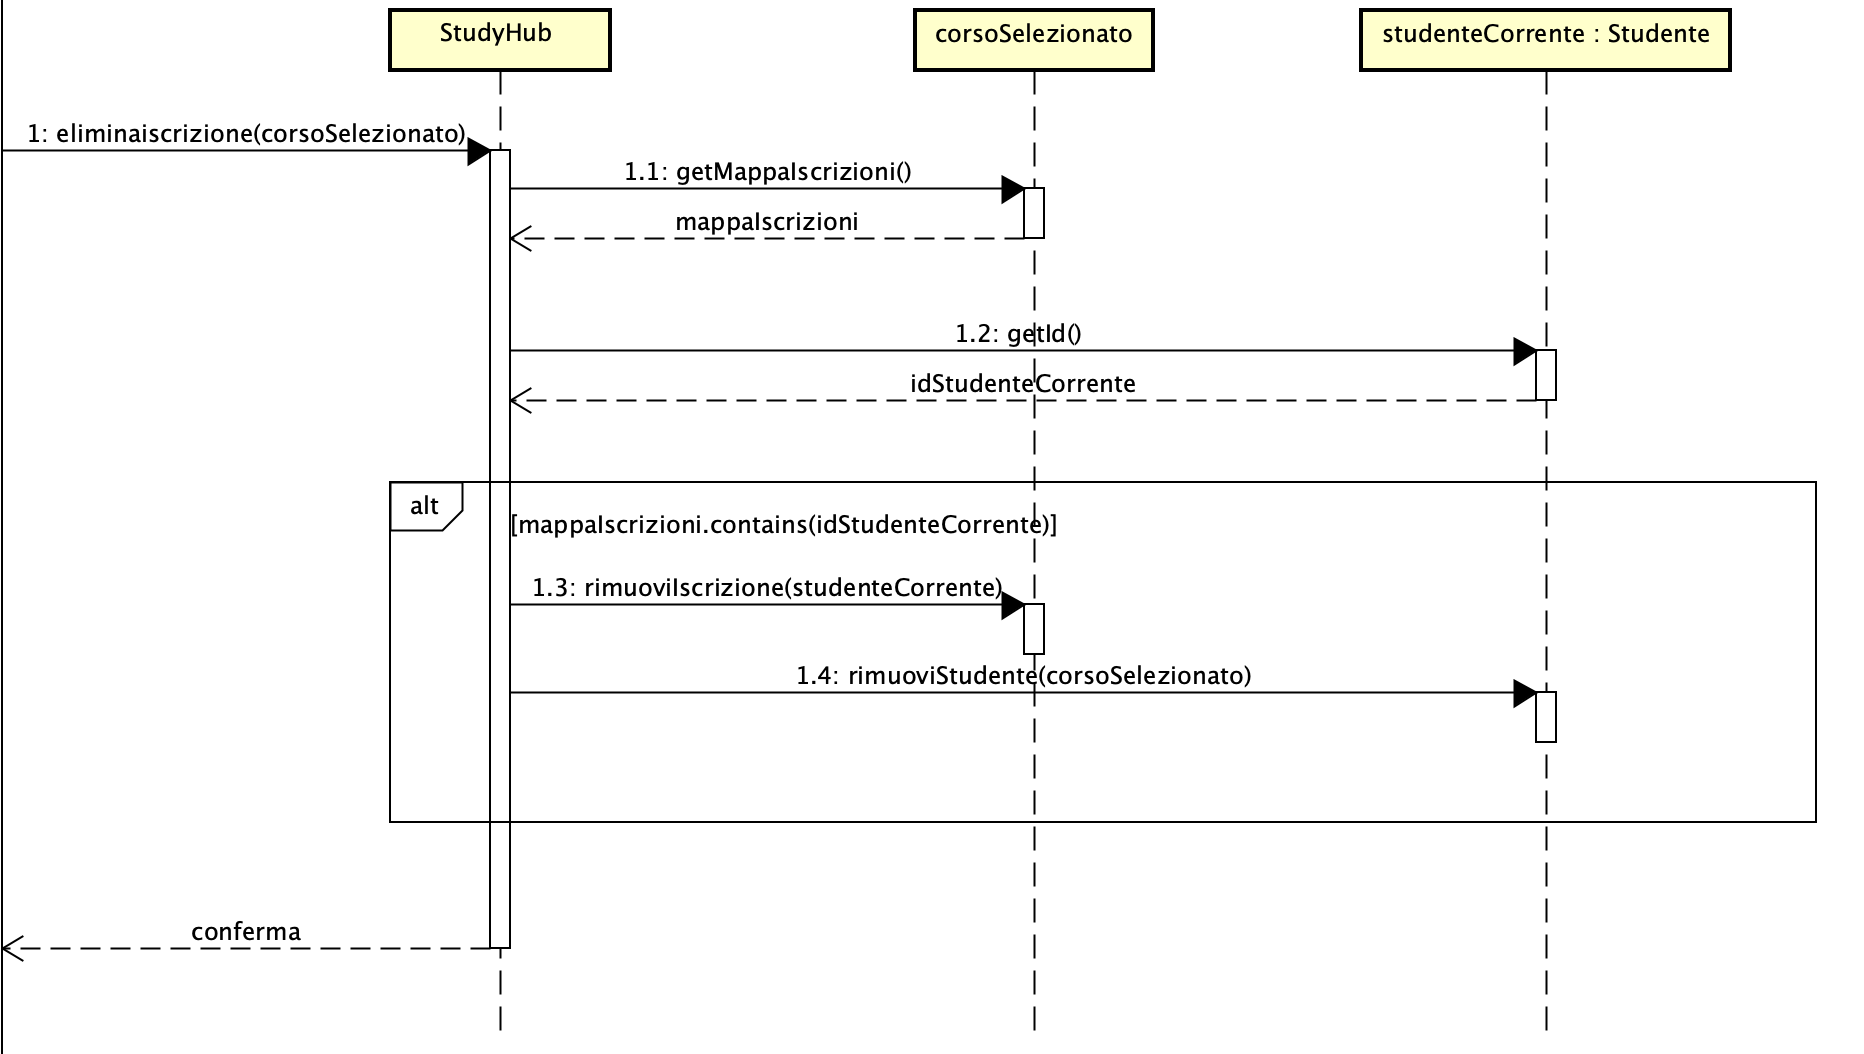 StudyHub
corsoSelezionato
studenteCorrente : Studente
1: eliminaiscrizione(corsoSelezionato)
1.1: getMappaIscrizioni()
mappaIscrizioni
1.2: getId()
idStudenteCorrente
alt
[mappaIscrizioni.contains(idStudenteCorrente)]
1.3: rimuoviIscrizione(studenteCorrente)
1.4: rimuoviStudente(corsoSelezionato)
conferma